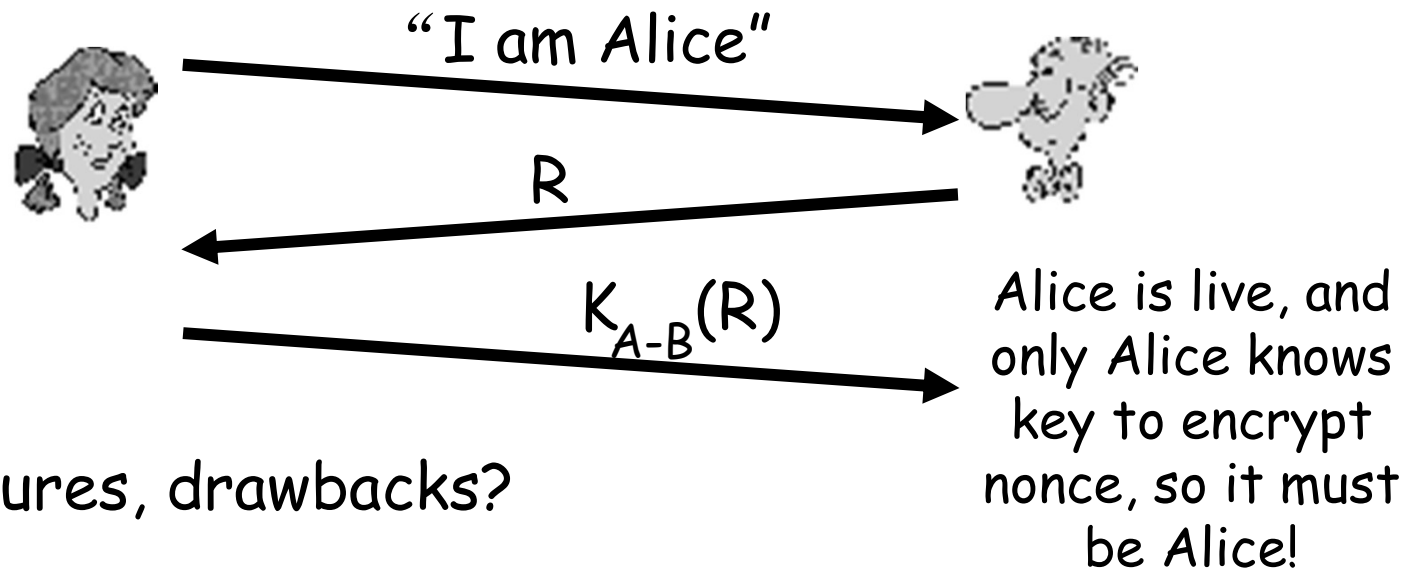 “I am Alice”
R
K_A-B(R)
Alice is live, and
only Alice knows
key to encrypt
nonce, so it must
be Alice!
ures, drawbacks?